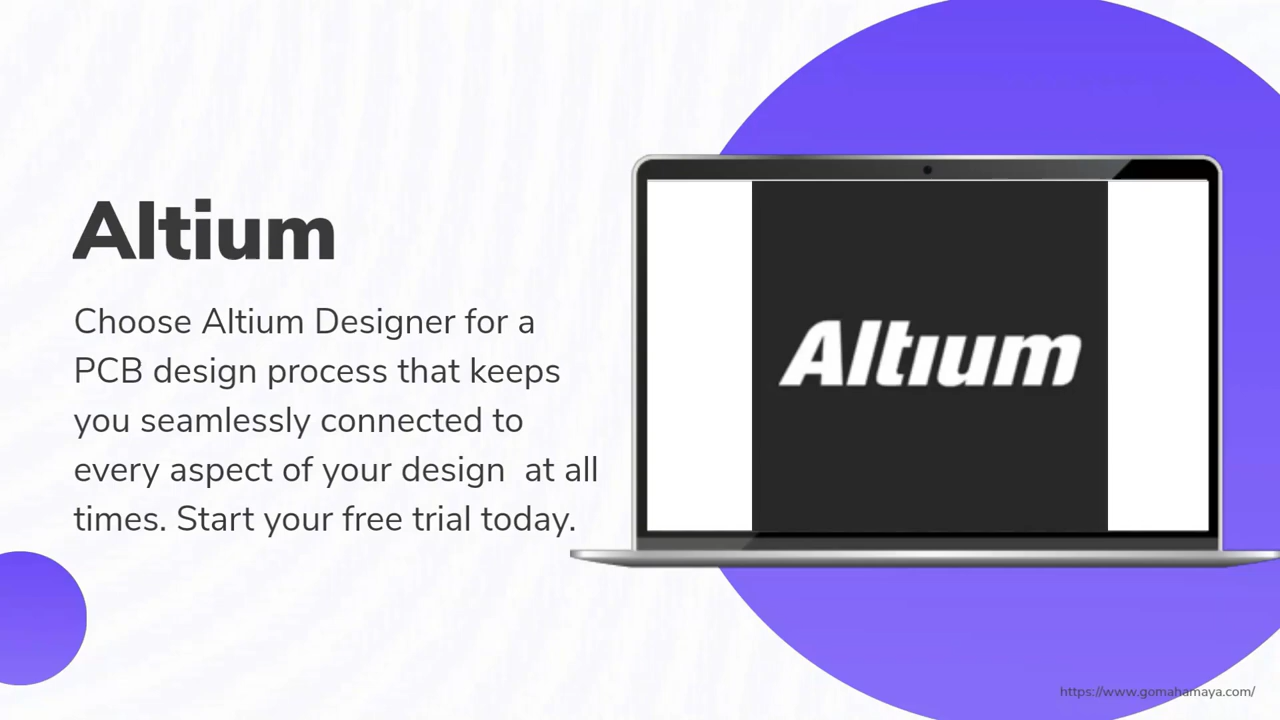 Altium
Choose Altium Designer for a
PCB design process that keeps
you seamlessly connected to
every aspect of your design  at all
times. Start your free trial today.
Altium
https://www.gomahamaya.com/